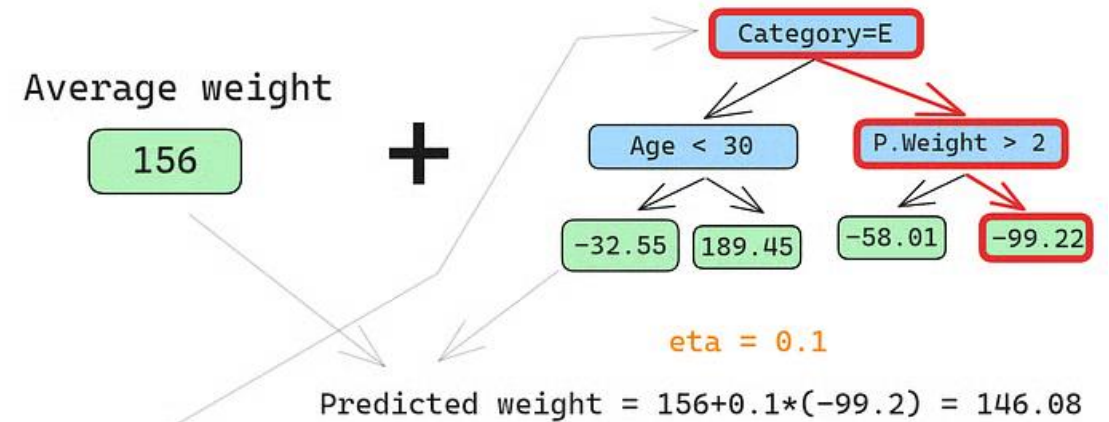 Category=E
Average weight
156
+
Age < 30
P.Weight > 2
-32.55
189.45
-58.01
-99.22
eta = 0.1
Predicted weight = 156+0.1*(-99.2) = 146.08